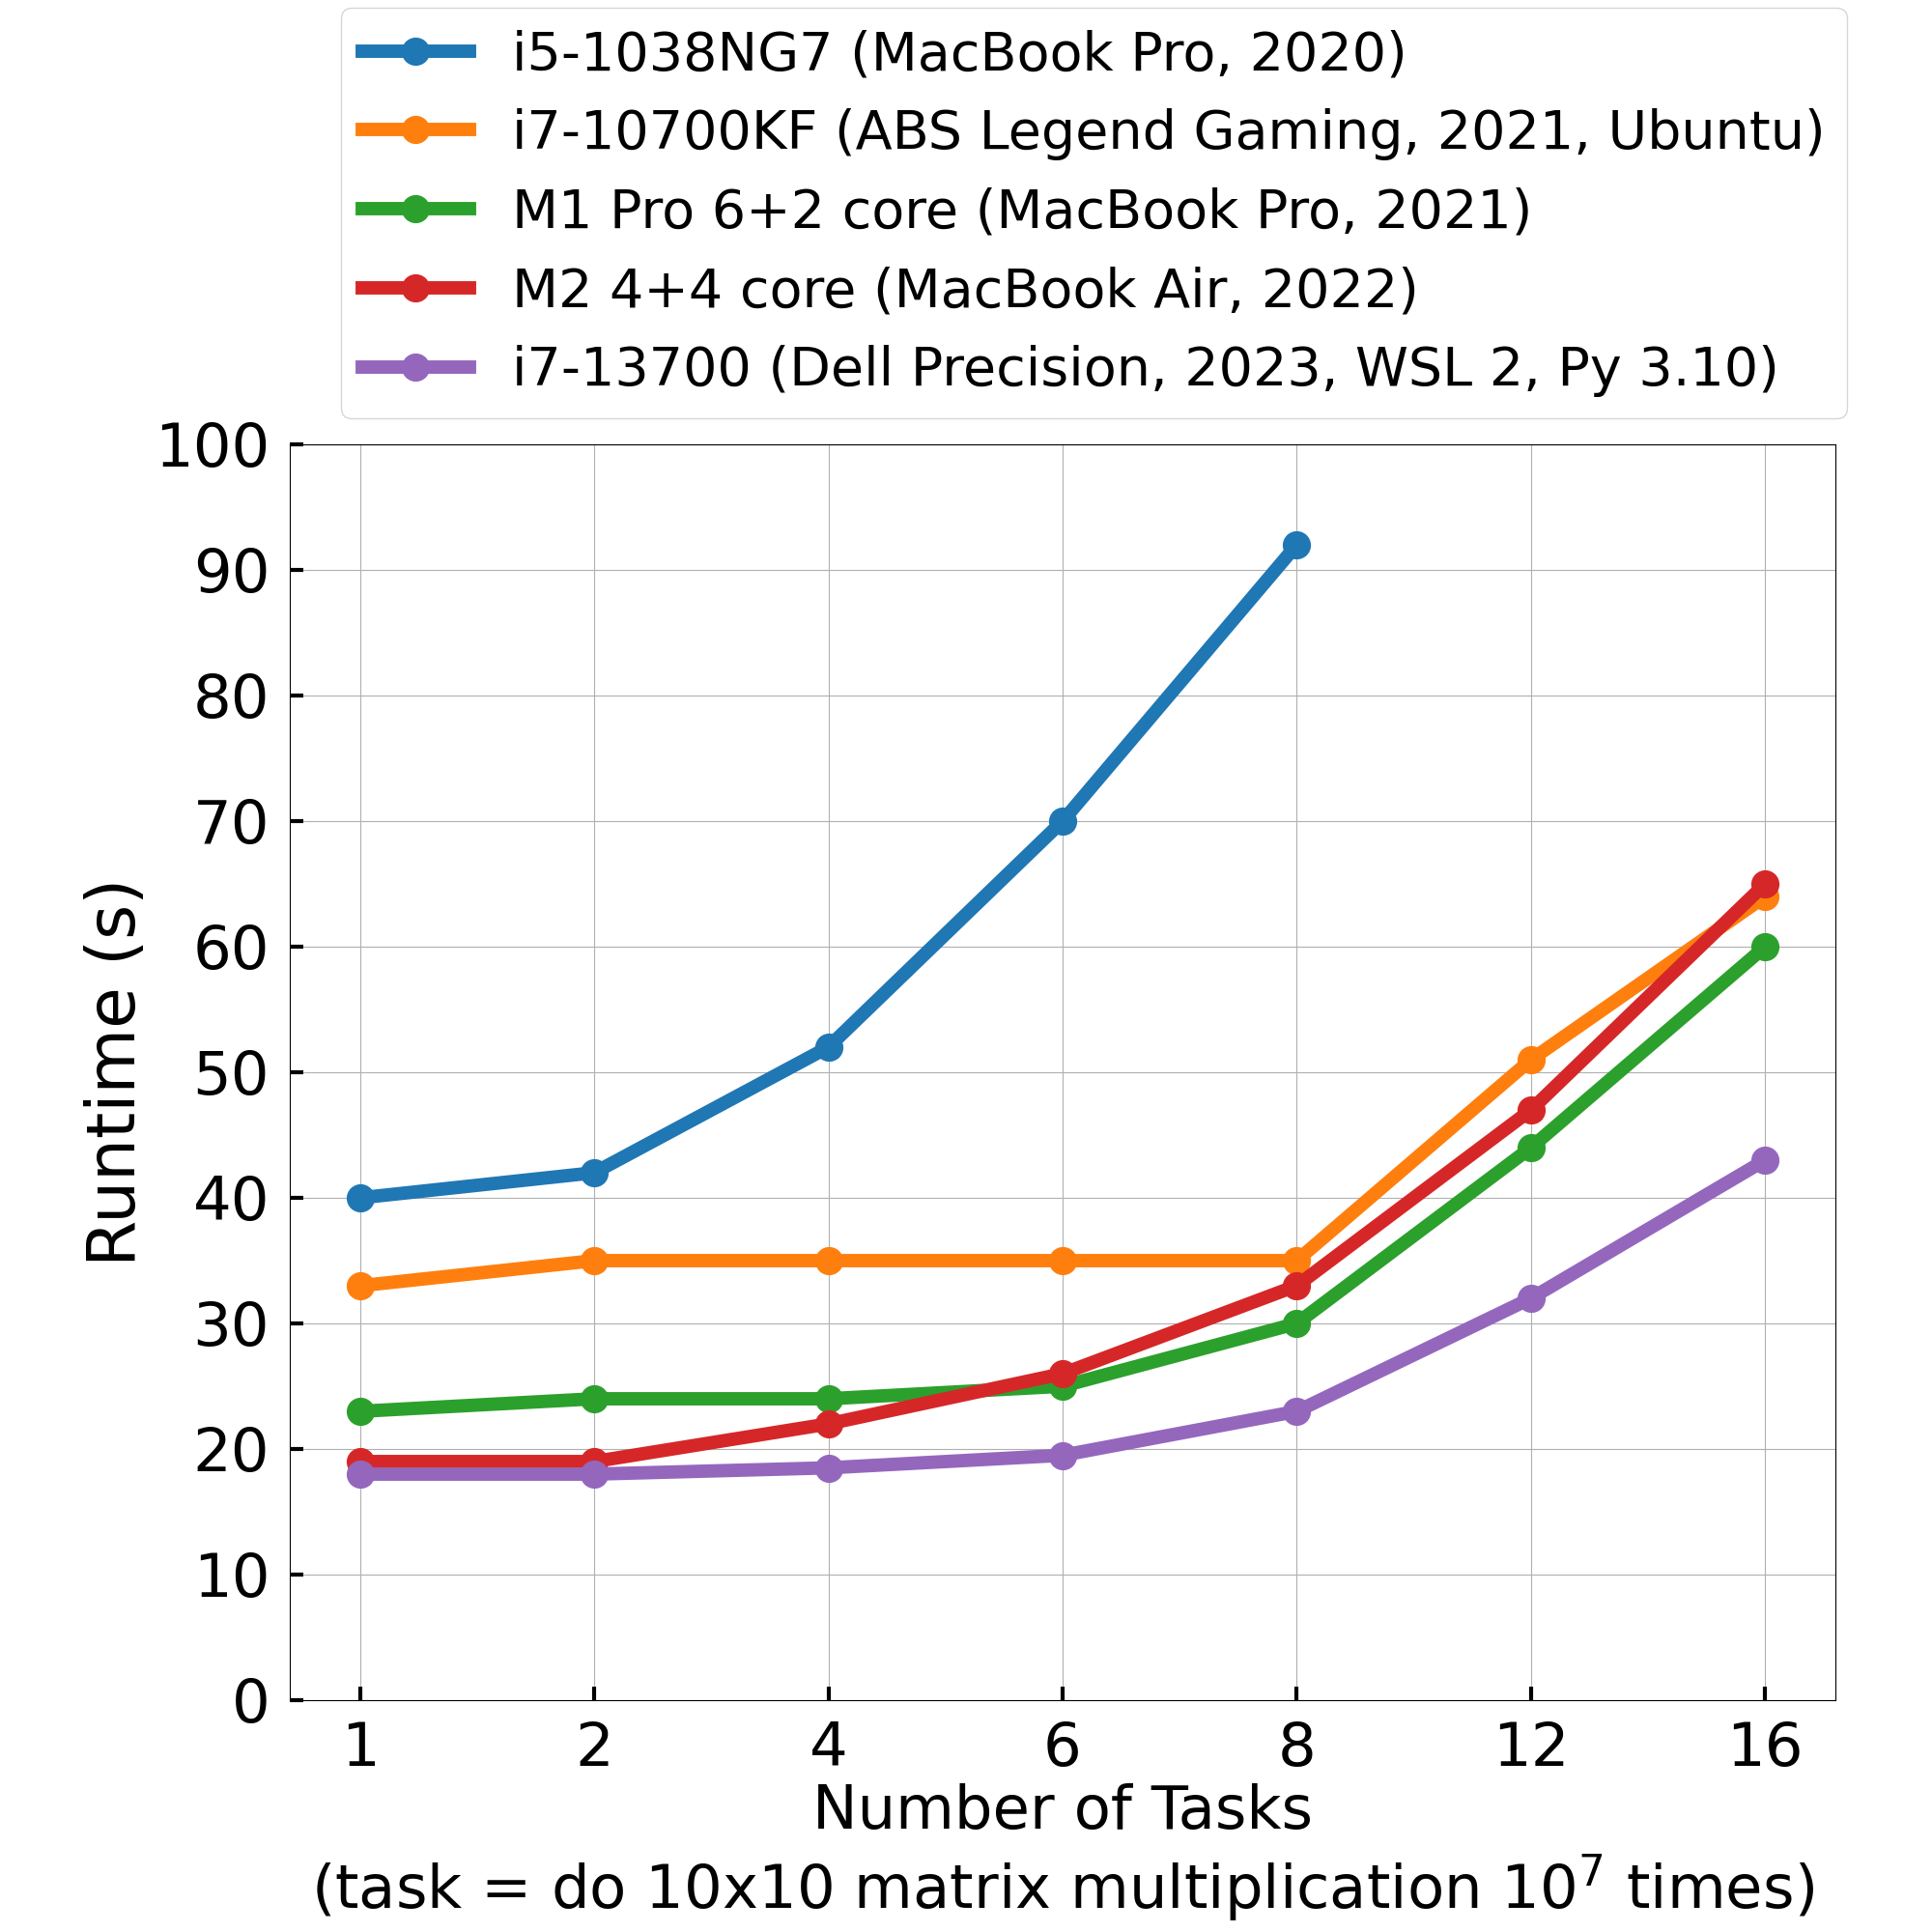 i5-1038NG7 (MacBook Pro, 2020)
i7-10700KF (ABS Legend Gaming, 2021, Ubuntu)
M1 Pro 6+2 core (MacBook Pro, 2021)
M2 4+4 core (MacBook Air, 2022)
i7-13700 (Dell Precision, 2023, WSL 2, Py 3.10)
100
90
80
70
60
50
40
30
20
10
0
Runtime (s)
1 2 4 6 8 12 16
Number of Tasks
(task = do 10x10 matrix multiplication 10⁷ times)